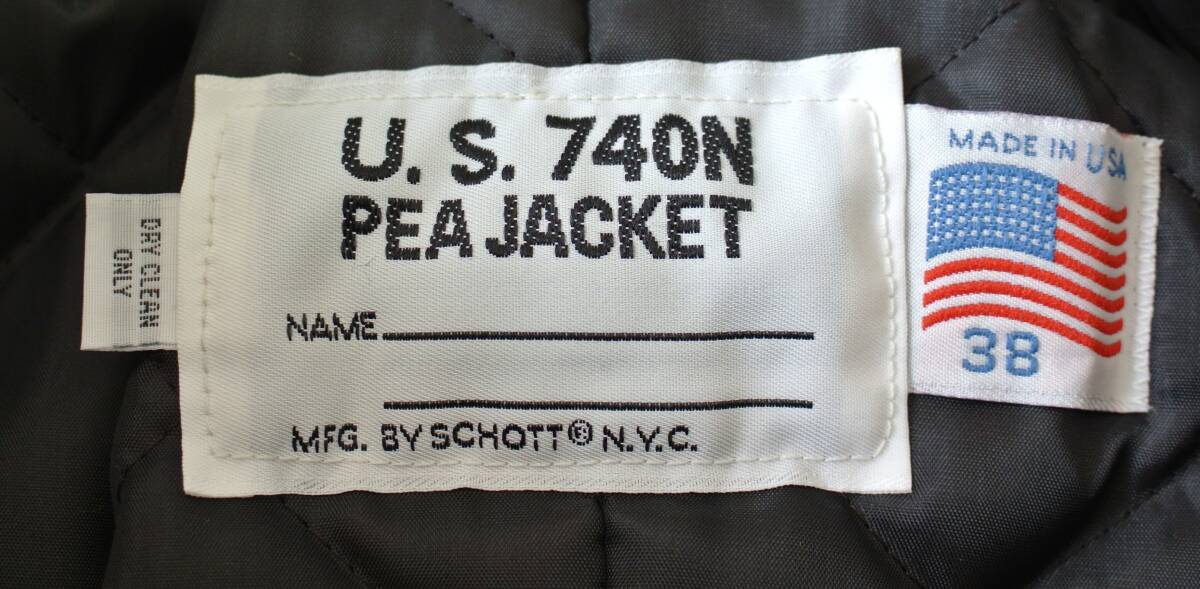 U. S. 740N
PEA JACKET
NAME
MFG. BY SCHOTT® N.Y.C.
DRY CLEAN
ONLY
MADE IN USA
38